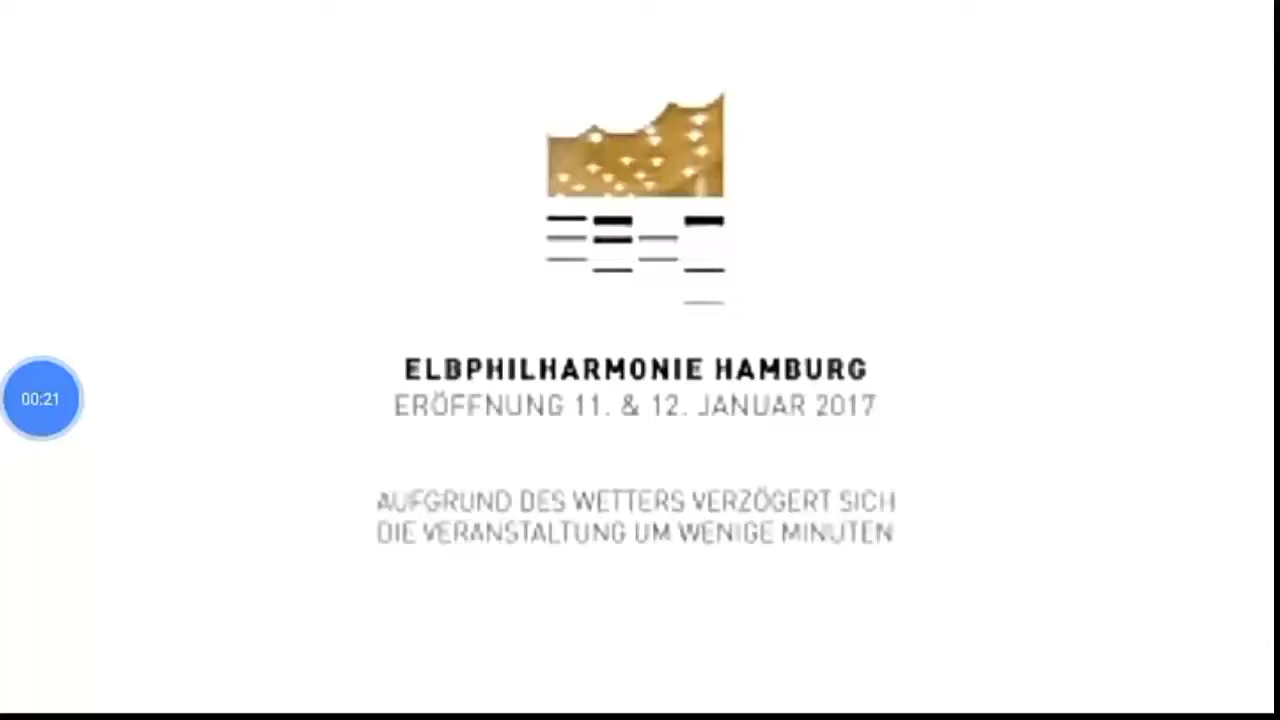 ELBPHILHARMONIE HAMBURG
ERÖFFNUNG 11. & 12. JANUAR 2017
00:21
AUFGRUND DES WETTERS VERZÖGERT SICH
DIE VERANSTALTUNG UM WENIGE MINUTEN